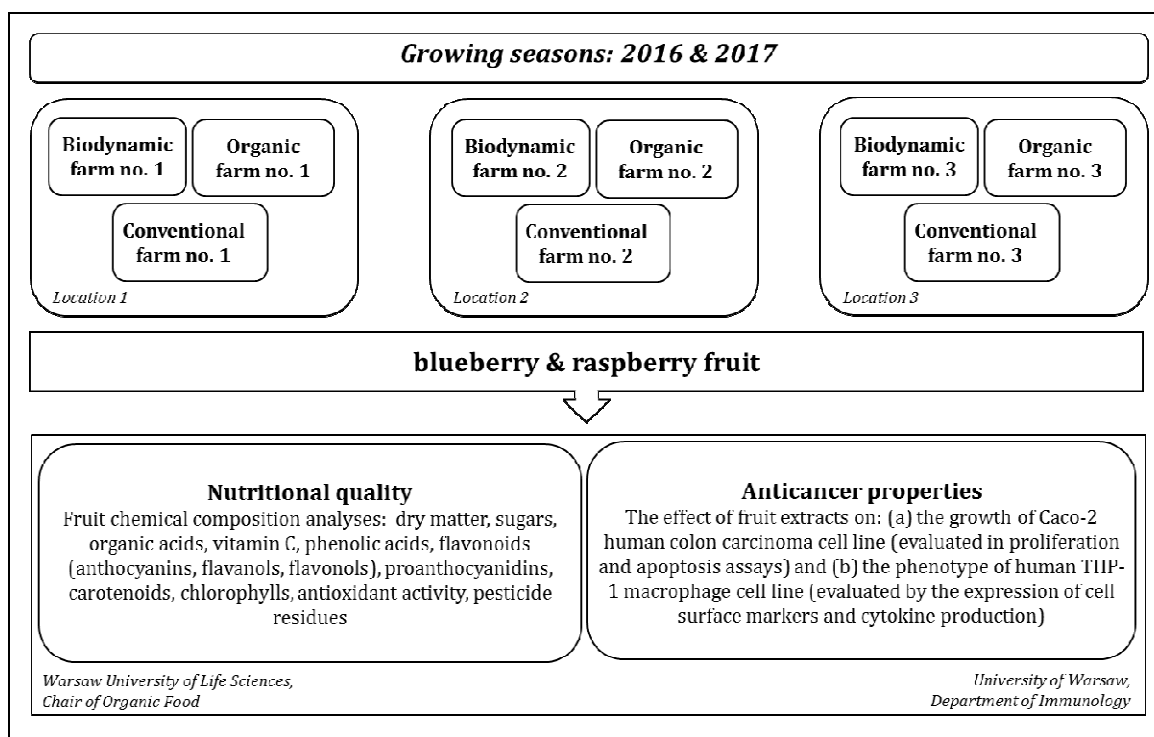 Growing seasons: 2016 & 2017
Biodynamic
farm no. 1
Organic
farm no. 1
Conventional
farm no. 1
Location 1
Biodynamic
farm no. 2
Organic
farm no. 2
Conventional
farm no. 2
Location 2
Biodynamic
farm no. 3
Organic
farm no. 3
Conventional
farm no. 3
Location 3
blueberry & raspberry fruit
Nutritional quality
Fruit chemical composition analyses: dry matter, sugars,
organic acids, vitamin C, phenolic acids, flavonoids
(anthocyanins, flavanols, flavonols), proanthocyanidins,
carotenoids, chlorophylls, antioxidant activity, pesticide
residues
Warsaw University of Life Sciences,
Chair of Organic Food
Anticancer properties
The effect of fruit extracts on: (a) the growth of Caco-2
human colon carcinoma cell line (evaluated in proliferation
and apoptosis assays) and (b) the phenotype of human THP-
1 macrophage cell line (evaluated by the expression of cell
surface markers and cytokine production)
University of Warsaw,
Department of Immunology